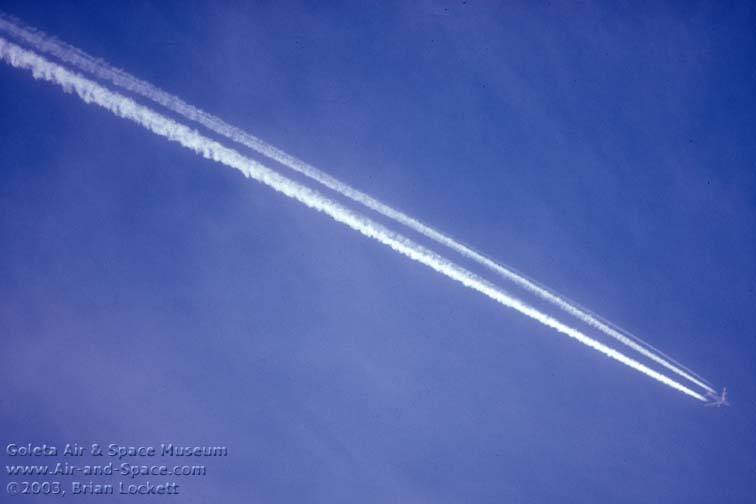 Goleta Air & Space Museum
www.Air-and-Space.com
©2003, Brian Lockett